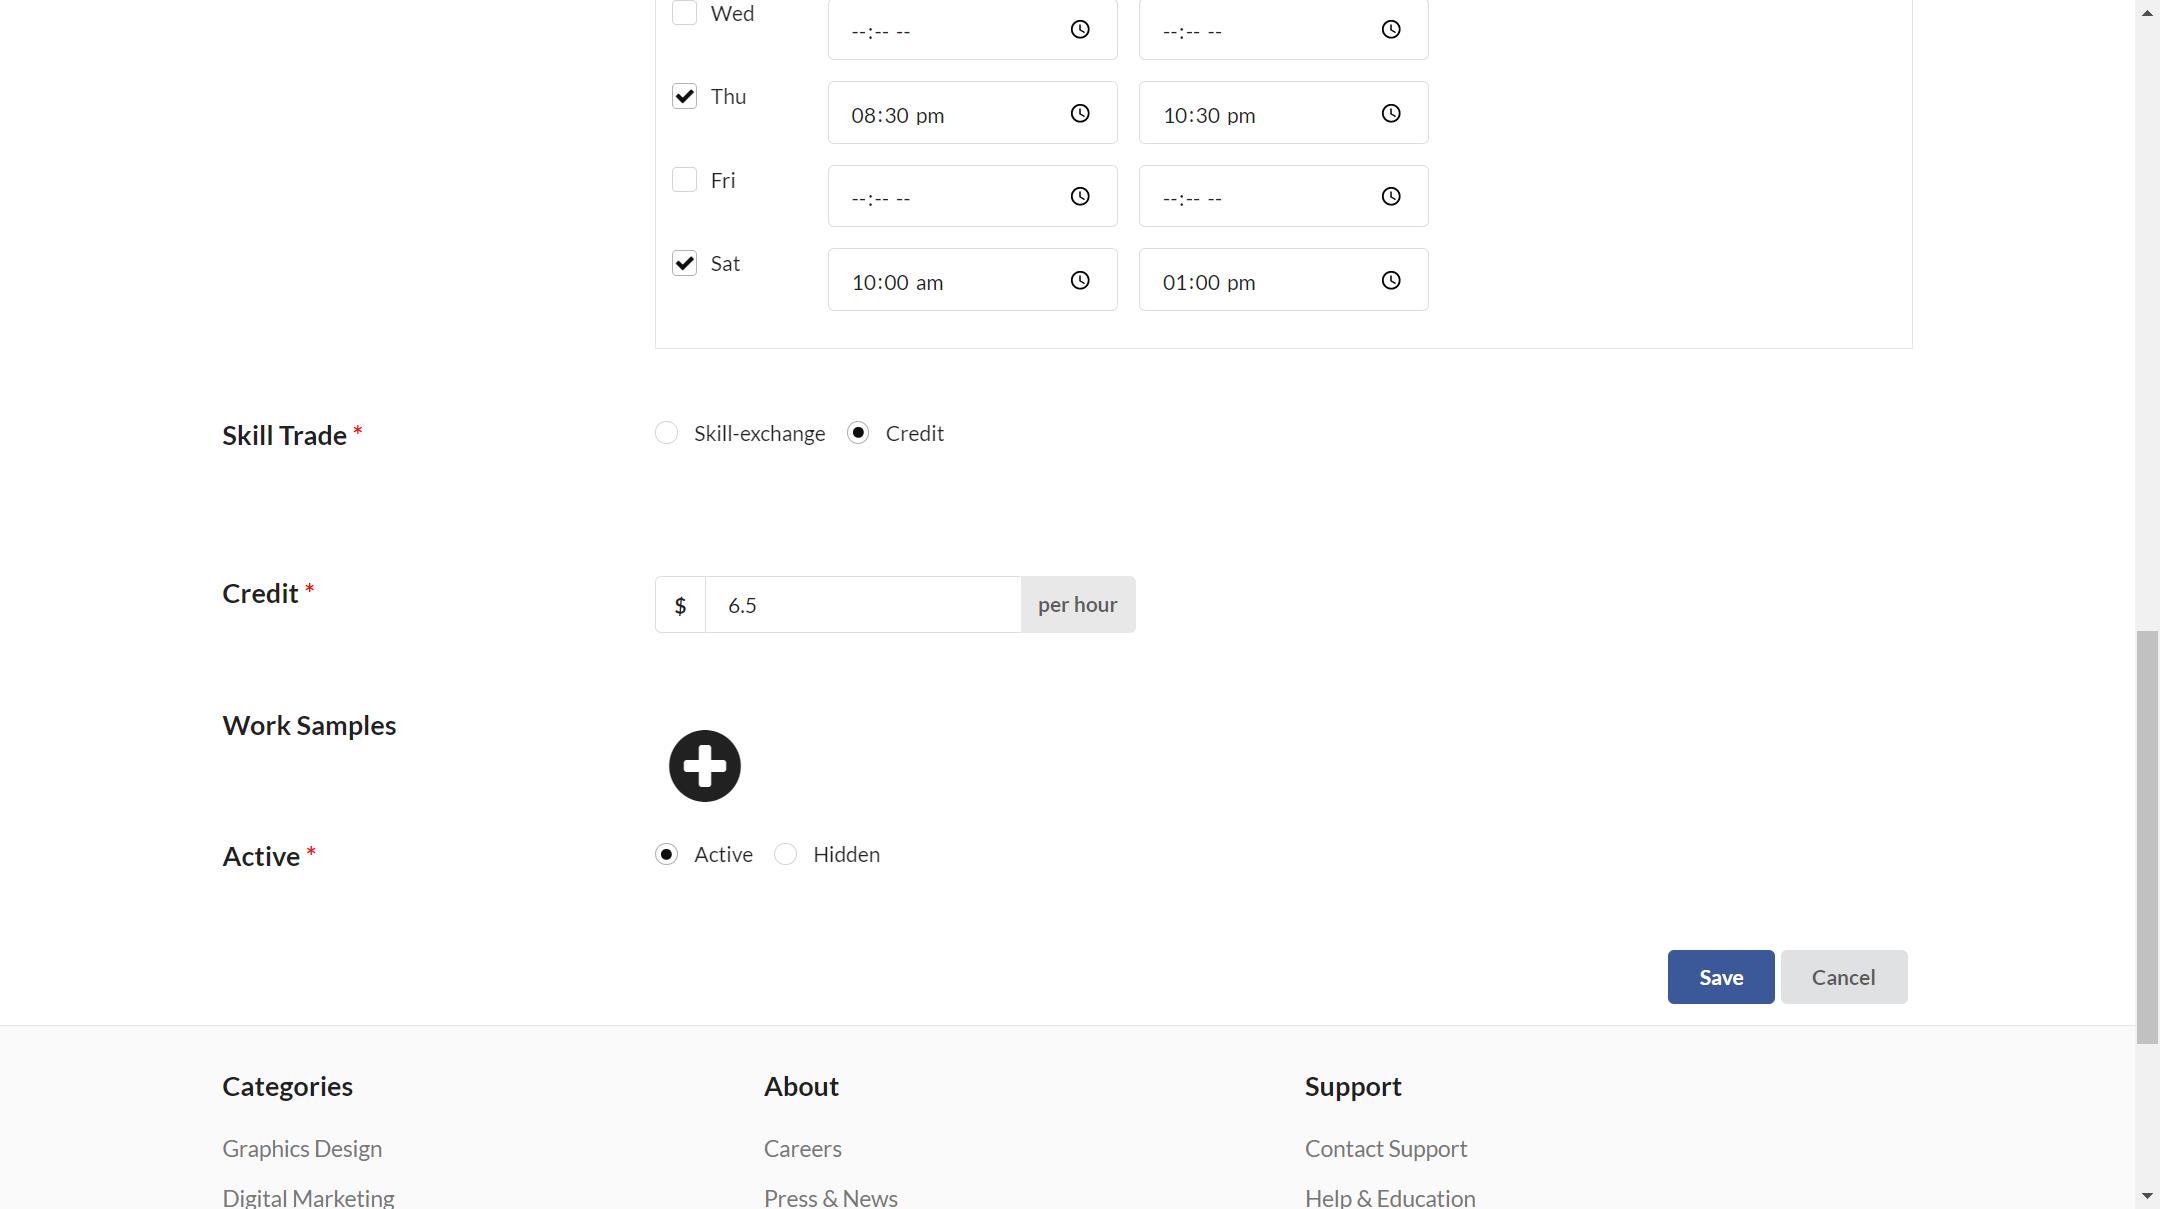 Wed --:-- -- --:-- --
Thu 08:30 pm 10:30 pm
Fri --:-- -- --:-- --
Sat 10:00 am 01:00 pm
Skill Trade * Skill-exchange Credit
Credit * $ 6.5 per hour
Work Samples
Active * Active Hidden
Save Cancel
Categories About Support
Graphics Design Careers Contact Support
Digital Marketing Press & News Help & Education